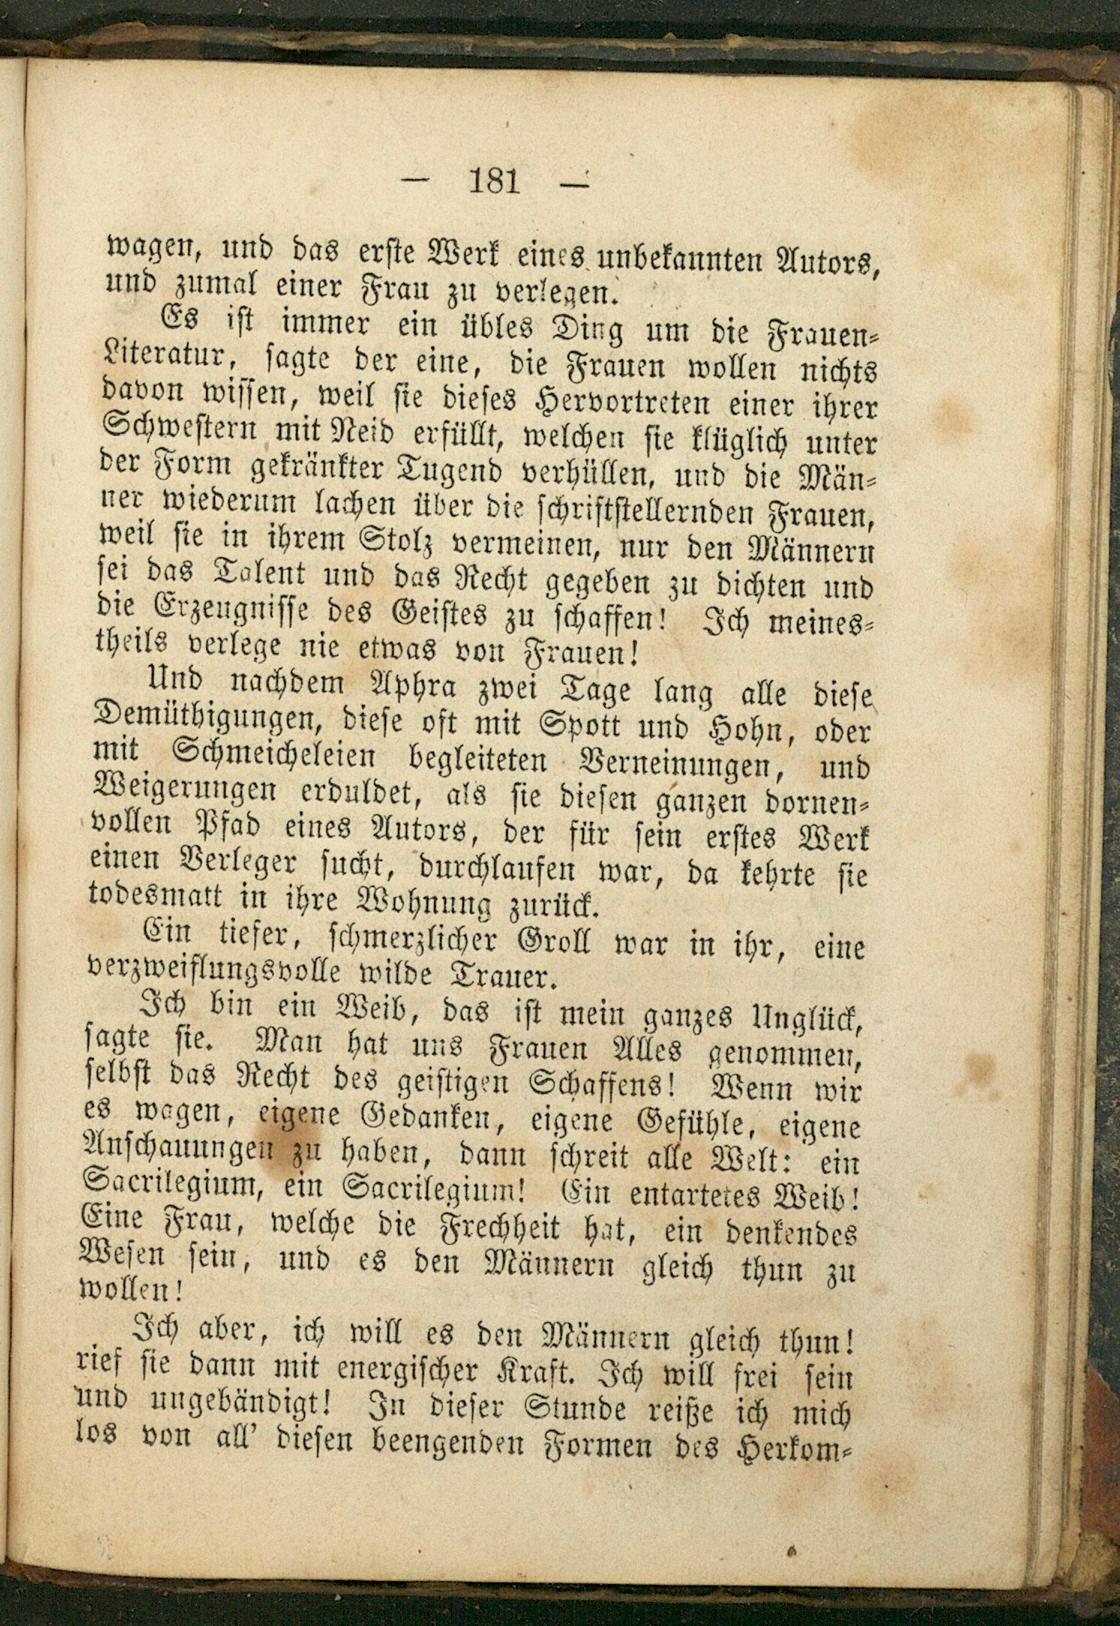 — 181 —
wagen, und das erste Werk eines unbekannten Autors,
und zumal einer Frau zu verlegen.
Es ist immer ein übles Ding um die Frauen-
Literatur, sagte der eine, die Frauen wollen nichts
davon wissen, weil sie dieses Hervortreten einer ihrer
Schwestern mit Neid erfüllt, welchen sie klüglich unter
der Form gekränkter Tugend verhüllen, und die Män-
ner wiederum lachen über die schriftstellernden Frauen,
weil sie in ihrem Stolz vermeinen, nur den Männern
sei das Talent und das Recht gegeben zu dichten und
die Erzeugnisse des Geistes zu schaffen! Ich meines-
theils verlege nie etwas von Frauen!
Und nachdem Aphra zwei Tage lang alle diese
Demüthigungen, diese oft mit Spott und Hohn, oder
mit Schmeicheleien begleiteten Verneinungen, und
Weigerungen erduldet, als sie diesen ganzen dornen-
vollen Pfad eines Autors, der für sein erstes Werk
einen Verleger sucht, durchlaufen war, da kehrte sie
todesmatt in ihre Wohnung zurück.
Ein tiefer, schmerzlicher Groll war in ihr, eine
verzweiflungsvolle wilde Trauer.
Ich bin ein Weib, das ist mein ganzes Unglück,
sagte sie. Man hat uns Frauen Alles genommen,
selbst das Recht des geistigen Schaffens! Wenn wir
es wagen, eigene Gedanken, eigene Gefühle, eigene
Anschauungen zu haben, dann schreit alle Welt: ein
Sacrilegium, ein Sacrilegium! Ein entartetes Weib!
Eine Frau, welche die Frechheit hat, ein denkendes
Wesen sein, und es den Männern gleich thun zu
wollen!
Ich aber, ich will es den Männern gleich thun!
rief sie dann mit energischer Kraft. Ich will frei sein
und ungebändigt! In dieser Stunde reiße ich mich
los von all' diesen beengenden Formen des Herkom-